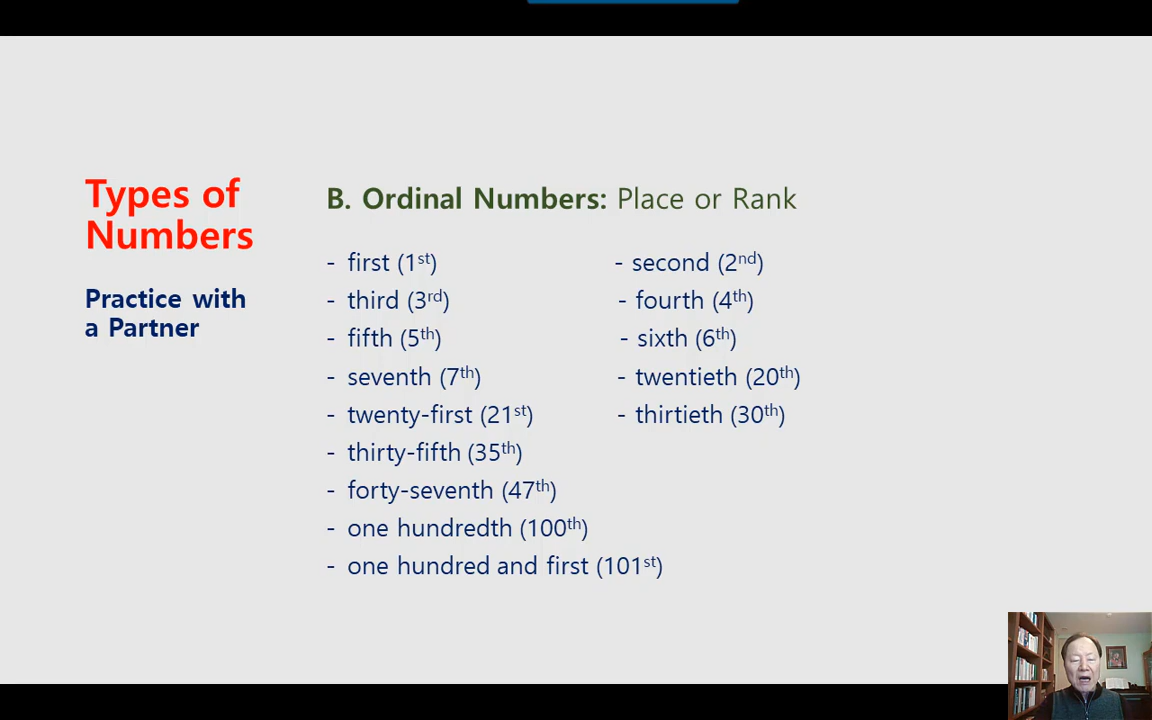 Types of
Numbers
Practice with
a Partner
B. Ordinal Numbers: Place or Rank
- first (1st)
- second (2nd)
- third (3rd)
- fourth (4th)
- fifth (5th)
- sixth (6th)
- seventh (7th)
- twentieth (20th)
- twenty-first (21st)
- thirtieth (30th)
- thirty-fifth (35th)
- forty-seventh (47th)
- one hundredth (100th)
- one hundred and first (101st)